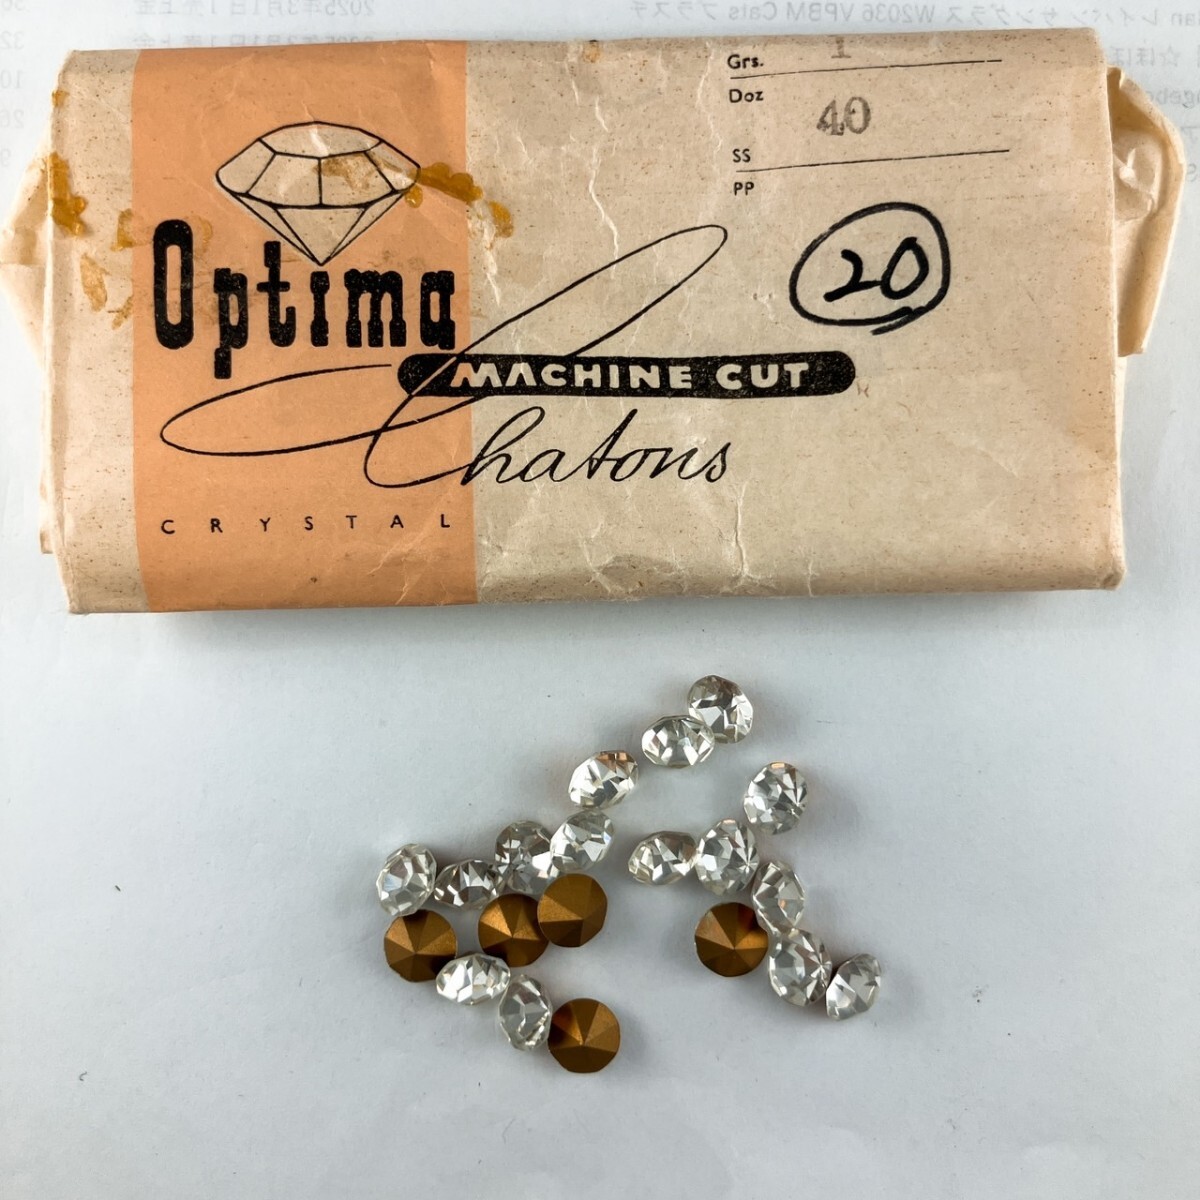 Grs. 1
Doz
40
SS
PP
20
Optima
MACHINE CUT
Chatons
CRYSTAL